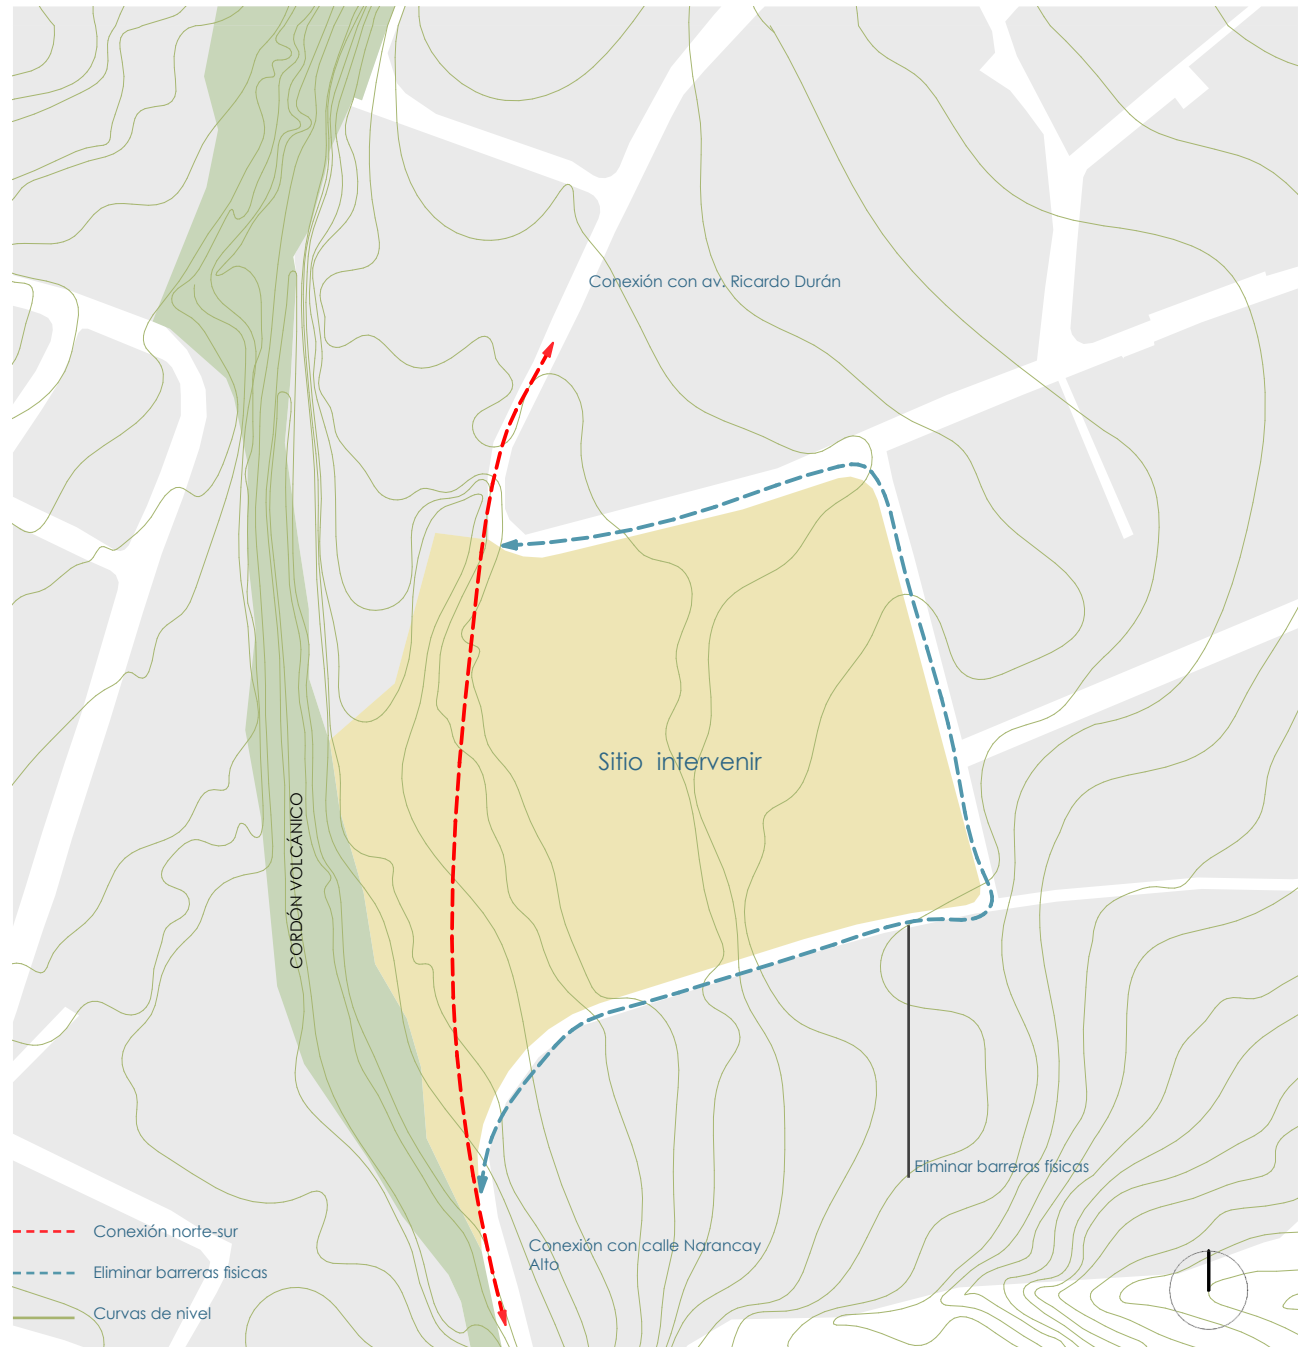 Conexión con av. Ricardo Durán
Sitio intervenir
CORDÓN VOLCÁNICO
Eliminar barreras físicas
Conexión con calle Narancay
Alto
Conexión norte-sur
Eliminar barreras fisicas
Curvas de nivel